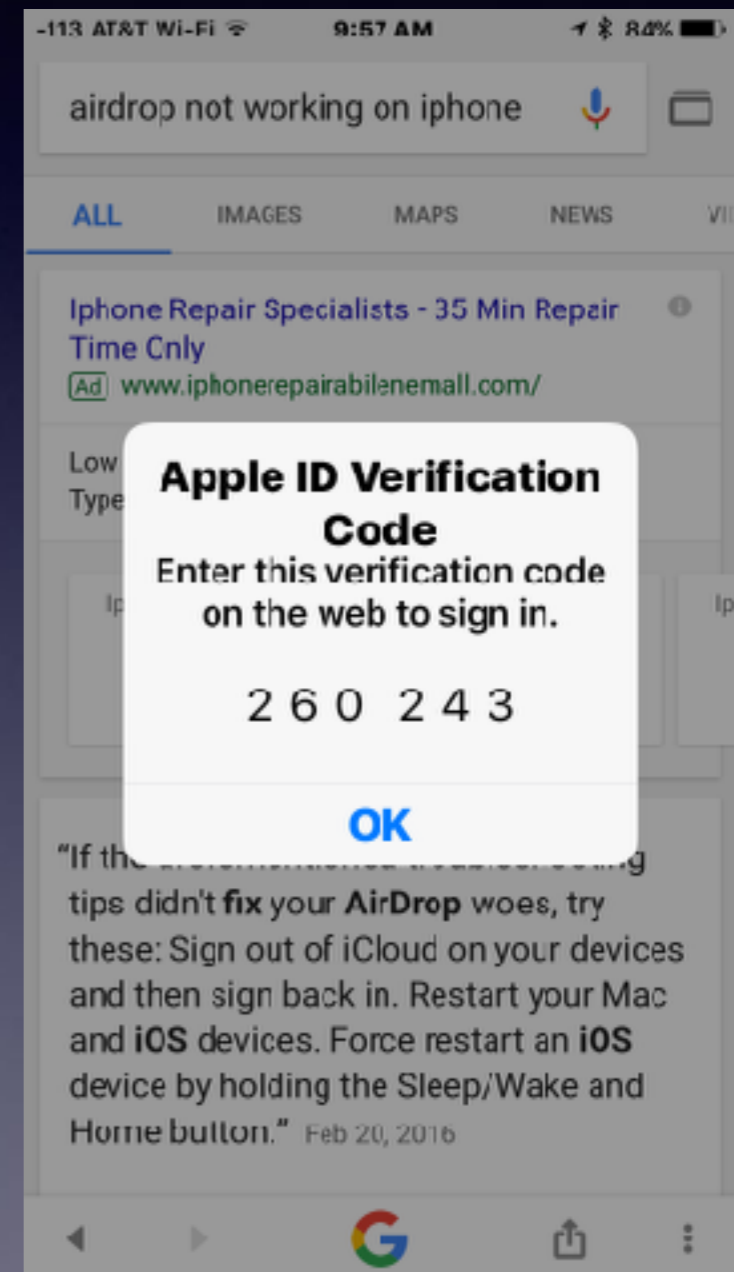 -113 AT&T Wi-Fi 9:57 AM 84%
airdrop not working on iphone
ALL IMAGES MAPS NEWS
Iphone Repair Specialists - 35 Min Repair
Time Only
Ad www.iphonerepairabilenemall.com/
Low
Type
Apple ID Verification
Code
Enter this verification code
on the web to sign in.
Ip Ip
260 243
OK
"If
tips didn't fix your AirDrop woes, try
these: Sign out of iCloud on your devices
and then sign back in. Restart your Mac
and iOS devices. Force restart an iOS
device by holding the Sleep/Wake and
Home button." Feb 20, 2016